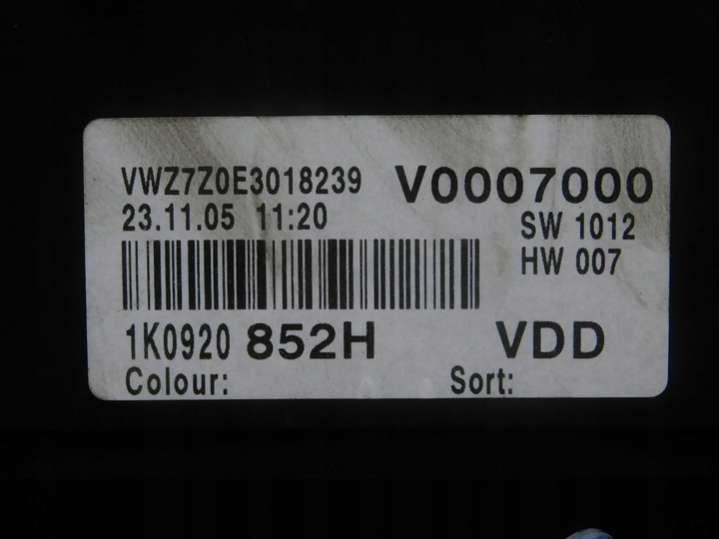 VWZ7Z0E3018239 V0007000
23.11.05 11:20 SW 1012
HW 007
1K0920 852H VDD
Colour: Sort: